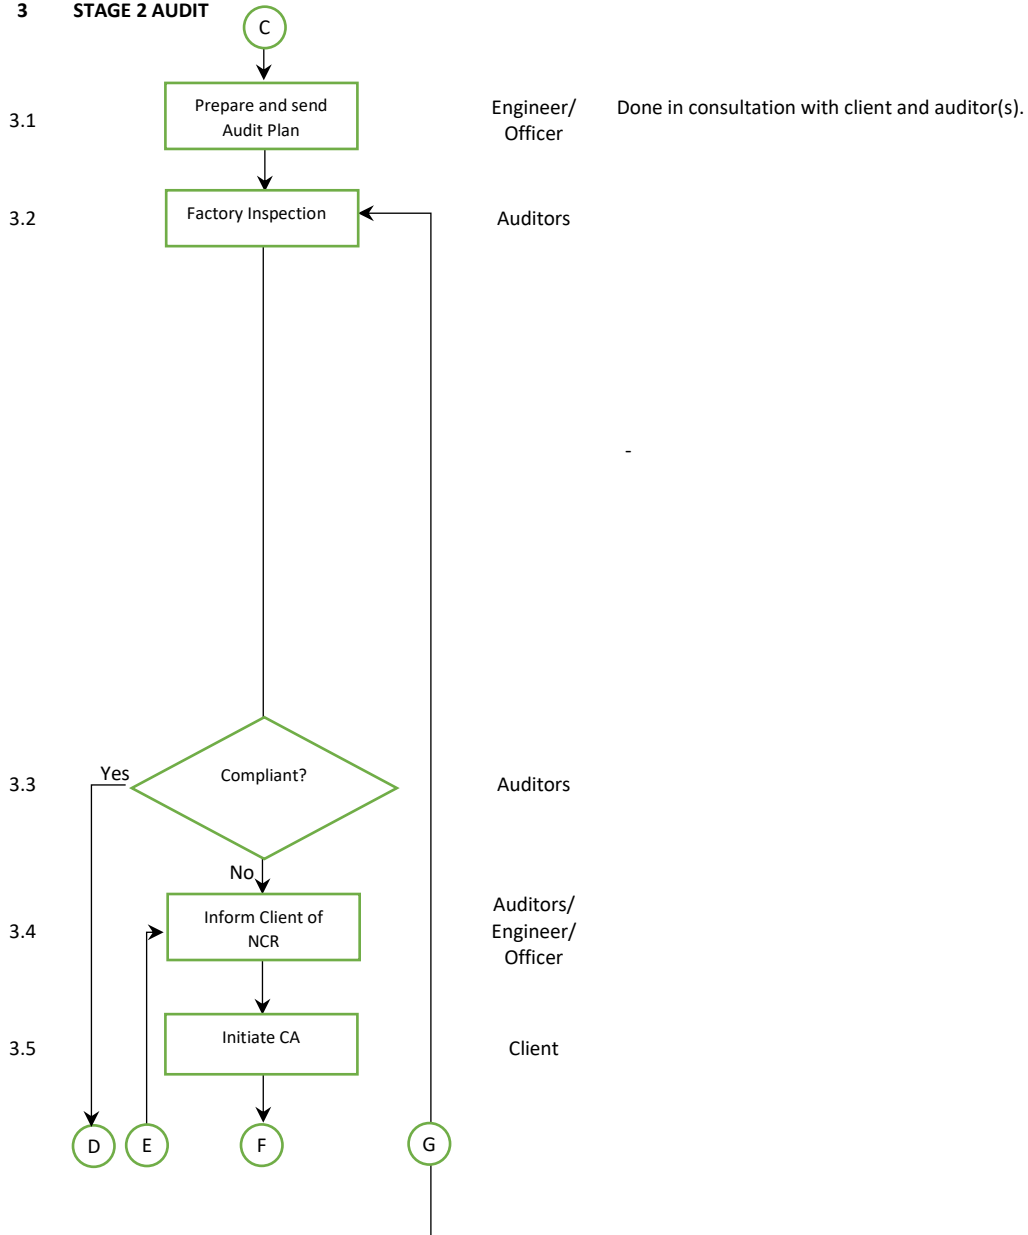 3 STAGE 2 AUDIT
C
3.1
Prepare and send
Audit Plan
Engineer/
Officer
Done in consultation with client and auditor(s).
3.2
Factory Inspection
Auditors
-
3.3
Yes
Compliant?
Auditors
No
3.4
Inform Client of
NCR
Auditors/
Engineer/
Officer
3.5
Initiate CA
Client
D
E
F
G